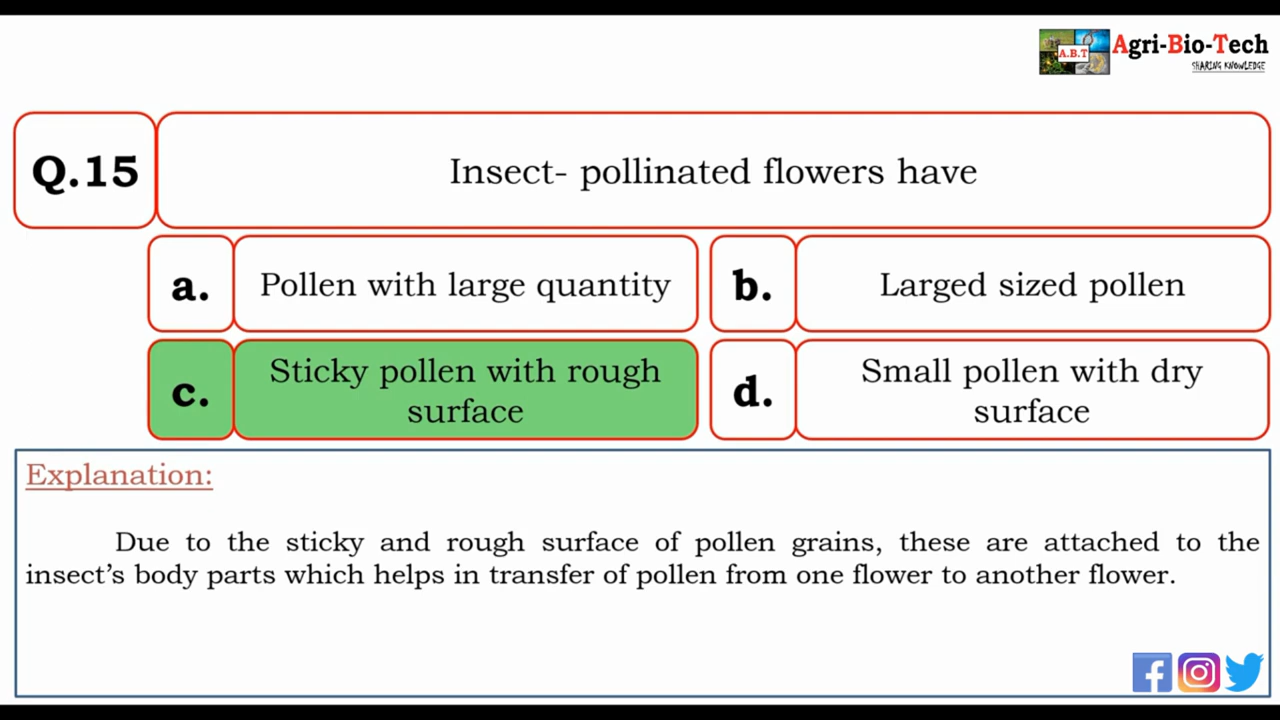 A.B.T
Agri-Bio-Tech
SHARING KNOWLEDGE
Q.15
Insect- pollinated flowers have
a.
Pollen with large quantity
b.
Larged sized pollen
c.
Sticky pollen with rough
surface
d.
Small pollen with dry
surface
Explanation:
Due to the sticky and rough surface of pollen grains, these are attached to the
insect's body parts which helps in transfer of pollen from one flower to another flower.